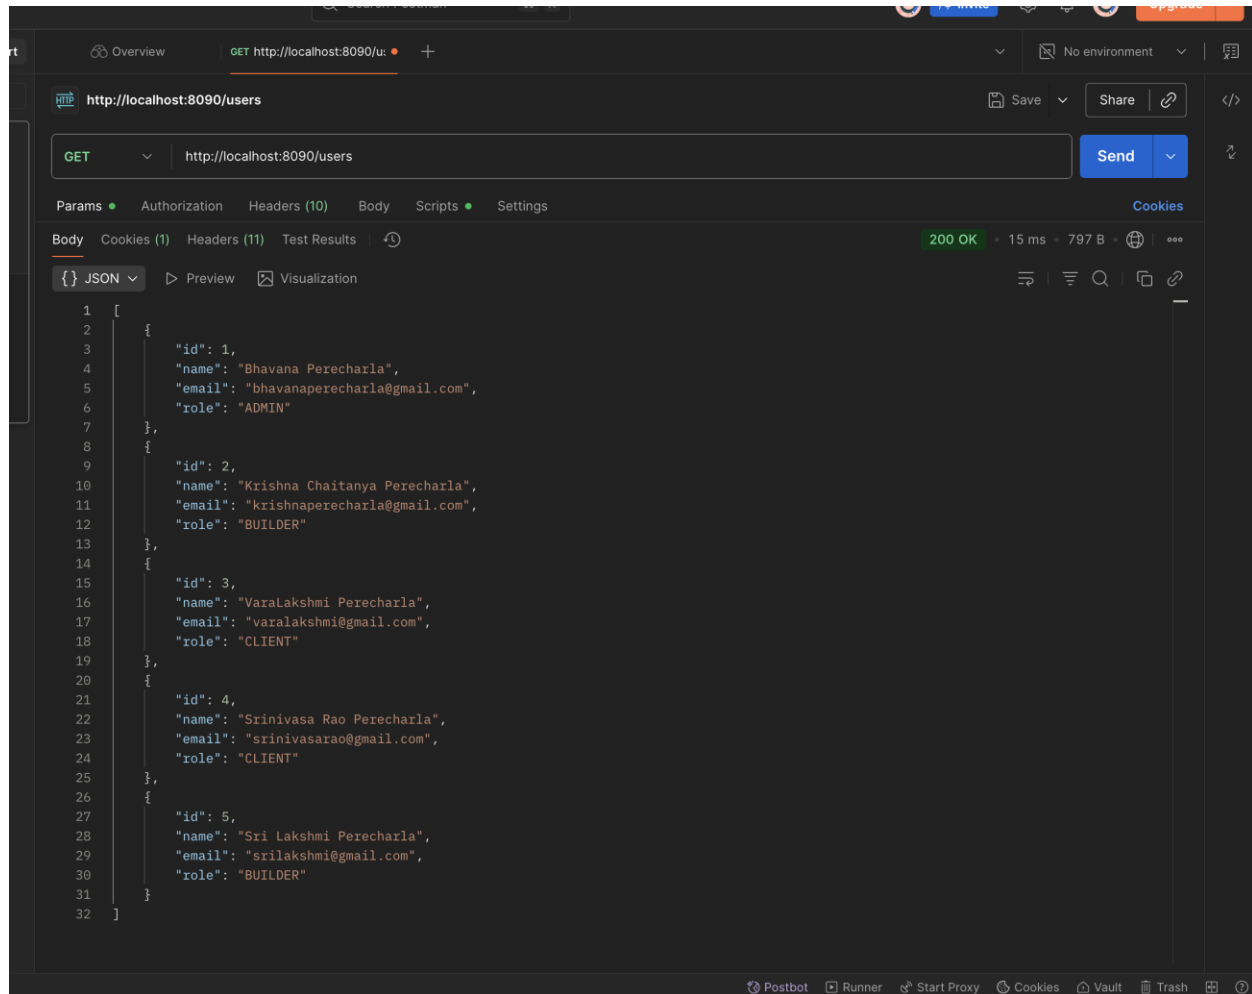 rt
Overview
GET http://localhost:8090/u:
No environment
HTTP http://localhost:8090/users
Save
Share
GET
http://localhost:8090/users
Send
Params
Authorization
Headers (10)
Body
Scripts
Settings
Cookies
Body
Cookies (1)
Headers (11)
Test Results
200 OK
15 ms
797 B
{} JSON
Preview
Visualization
1 [
2 {
3 "id": 1,
4 "name": "Bhavana Perecharla",
5 "email": "bhavanaperecharla@gmail.com",
6 "role": "ADMIN"
7 },
8 {
9 "id": 2,
10 "name": "Krishna Chaitanya Perecharla",
11 "email": "krishnaperecharla@gmail.com",
12 "role": "BUILDER"
13 },
14 {
15 "id": 3,
16 "name": "VaraLakshmi Perecharla",
17 "email": "varalakshmi@gmail.com",
18 "role": "CLIENT"
19 },
20 {
21 "id": 4,
22 "name": "Srinivasa Rao Perecharla",
23 "email": "srinivasarao@gmail.com",
24 "role": "CLIENT"
25 },
26 {
27 "id": 5,
28 "name": "Sri Lakshmi Perecharla",
29 "email": "srilakshmi@gmail.com",
30 "role": "BUILDER"
31 }
32 ]
Postbot
Runner
Start Proxy
Cookies
Vault
Trash